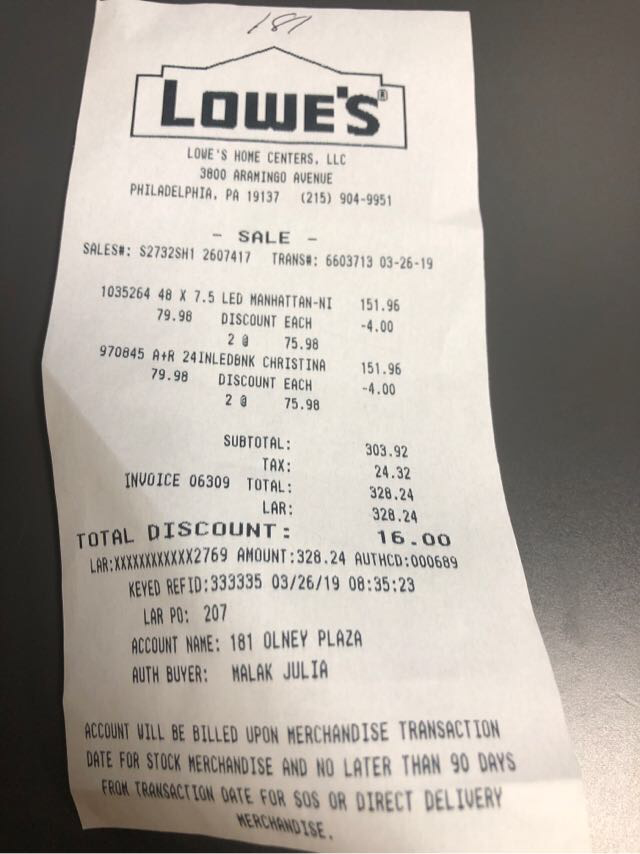 181
LOWE'S®
LOWE'S HOME CENTERS, LLC
3800 ARAMINGO AVENUE
PHILADELPHIA, PA 19137 (215) 904-9951
- SALE -
SALES#: S2732SH1 2607417 TRANS#: 6603713 03-26-19
1035264 48 X 7.5 LED MANHATTAN-NI 151.96
79.98 DISCOUNT EACH -4.00
2 @ 75.98
970845 A+R 24INLEDBNK CHRISTINA 151.96
79.98 DISCOUNT EACH -4.00
2 @ 75.98
SUBTOTAL: 303.92
TAX: 24.32
INVOICE 06309 TOTAL: 328.24
LAR: 328.24
TOTAL DISCOUNT: 16.00
LAR:XXXXXXXXXXXX2769 AMOUNT:328.24 AUTHCD:000689
KEYED REFID:333335 03/26/19 08:35:23
LAR PO: 207
ACCOUNT NAME: 181 OLNEY PLAZA
AUTH BUYER: MALAK JULIA
ACCOUNT WILL BE BILLED UPON MERCHANDISE TRANSACTION
DATE FOR STOCK MERCHANDISE AND NO LATER THAN 90 DAYS
FROM TRANSACTION DATE FOR SOS OR DIRECT DELIVERY
MERCHANDISE.